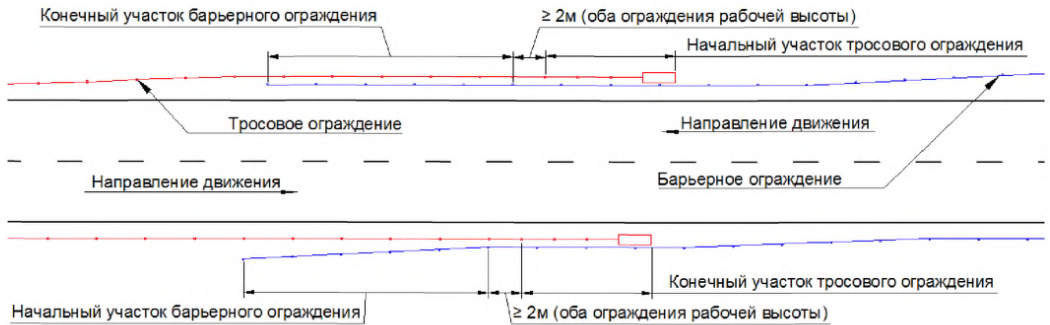 Конечный участок барьерного ограждения
≥ 2м (оба ограждения рабочей высоты)
Начальный участок тросового ограждения
Тросовое ограждение
Направление движения
Направление движения
Барьерное ограждение
Конечный участок тросового ограждения
Начальный участок барьерного ограждения
≥ 2м (оба ограждения рабочей высоты)